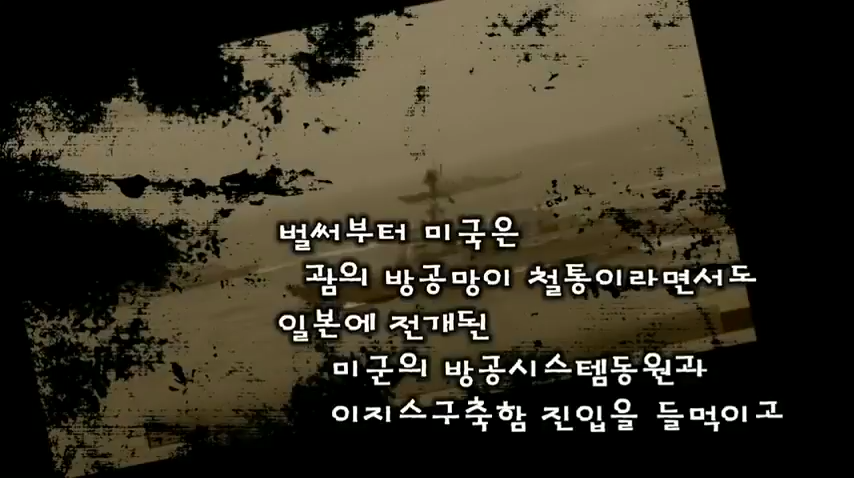 벌써부터 미국은
괌의 방공망이 철통이라면서도
일본에 전개된
미군의 방공시스템동원과
이지스구축함 진입을 들먹이고